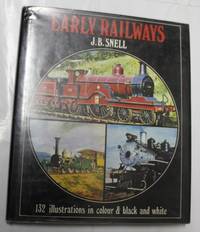 EARLY RAILWAYS
J.B. SNELL
132 illustrations in colour & black and white